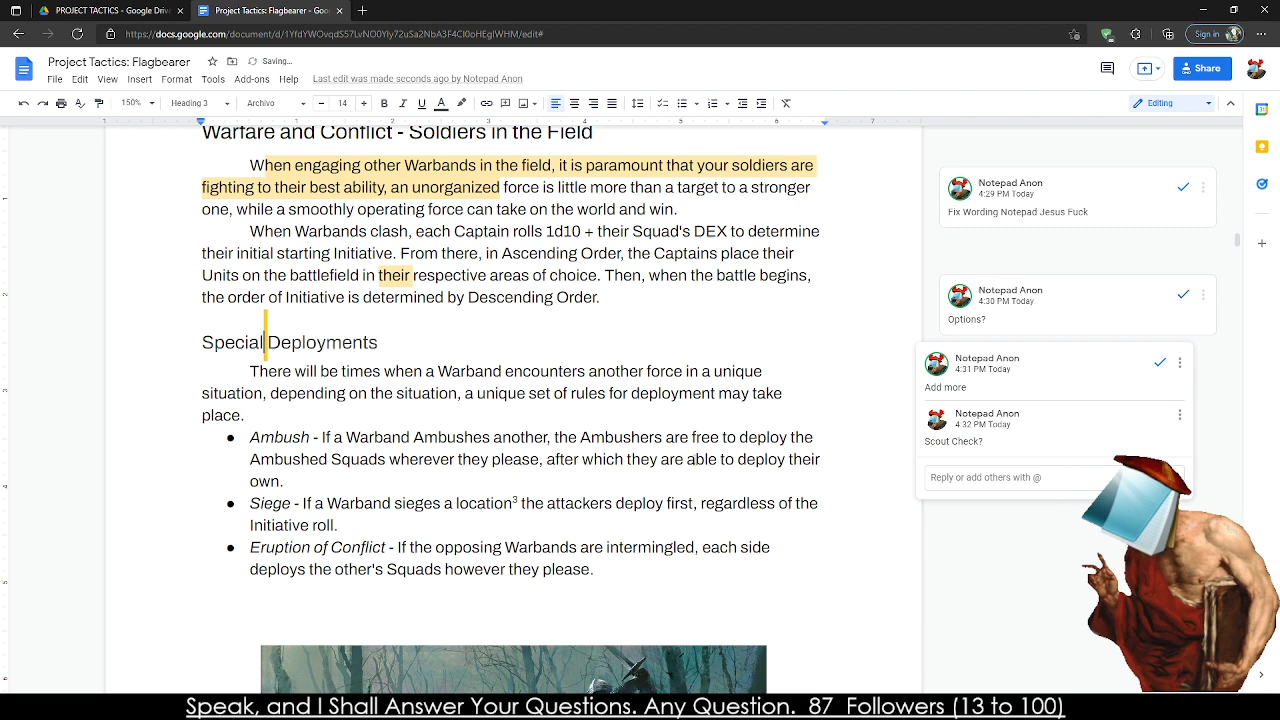 PROJECT TACTICS - Google Drive
Project Tactics: Flagbearer - Goo
https://docs.google.com/document/d/
/edit#
Sign in
Project Tactics: Flagbearer
Saving...
File Edit View Insert Format Tools Add-ons Help
Last edit was made seconds ago by Notepad Anon
Share
150%
Heading 3
Archivo
14
B I U A
Editing
Warfare and Conflict - Soldiers in the Field
When engaging other Warbands in the field, it is paramount that your soldiers are
fighting to their best ability, an unorganized force is little more than a target to a stronger
one, while a smoothly operating force can take on the world and win.
When Warbands clash, each Captain rolls 1d10 + their Squad's DEX to determine
their initial starting Initiative. From there, in Ascending Order, the Captains place their
Units on the battlefield in their respective areas of choice. Then, when the battle begins,
the order of Initiative is determined by Descending Order.
Special Deployments
There will be times when a Warband encounters another force in a unique
situation, depending on the situation, a unique set of rules for deployment may take
place.
● Ambush - If a Warband Ambushes another, the Ambushers are free to deploy the
Ambushed Squads wherever they please, after which they are able to deploy their
own.
● Siege - If a Warband sieges a location³ the attackers deploy first, regardless of the
Initiative roll.
● Eruption of Conflict - If the opposing Warbands are intermingled, each side
deploys the other's Squads however they please.
Notepad Anon
4:29 PM Today
Fix Wording Notepad Jesus Fuck
Notepad Anon
4:30 PM Today
Options?
Notepad Anon
4:31 PM Today
Add more
Notepad Anon
4:32 PM Today
Scout Check?
Reply or add others with @
Speak, and I Shall Answer Your Questions. Any Question. 87 Followers (13 to 100)